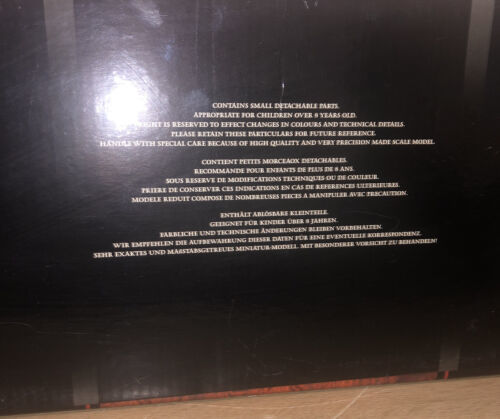 CONTAINS SMALL DETACHABLE PARTS.
APPROPRIATE FOR CHILDREN OVER 8 YEARS OLD.
RIGHT IS RESERVED TO EFFECT CHANGES IN COLOURS AND TECHNICAL DETAILS.
PLEASE RETAIN THESE PARTICULARS FOR FUTURE REFERENCE.
HANDLE WITH SPECIAL CARE BECAUSE OF HIGH QUALITY AND VERY PRECISION MADE SCALE MODEL.
CONTIENT PETITS MORCEAOX DETACHABLES.
RECOMMANDE POUR ENFANTS DE PLUS DE 8 ANS.
SOUS RESERVE DE MODIFICATIONS TECHNIQUES OU DE COULEUR.
PRIERE DE CONSERVER CES INDICATIONS EN CAS DE REFERENCES ULTERIEURES.
MODELE REDUIT COMPOSE DE NOMBREUSES PIECES A MANIPULER AVEC PRECAUTION.
ENTHÄLT ABLÖSBARE KLEINTEILE.
GEEIGNET FÜR KINDER ÜBER 8 JAHREN.
FARBLICHE UND TECHNISCHE ÄNDERUNGEN BLEIBEN VORBEHALTEN.
WIR EMPFEHLEN DIE AUFBEWAHRUNG DIESER DATEN FÜR EINE EVENTUELLE KORRESPONDENZ.
SEHR EXAKTES UND MASSTABSGETREUES MINIATUR-MODELL. MIT BESONDERER VORSICHT ZU BEHANDELN!